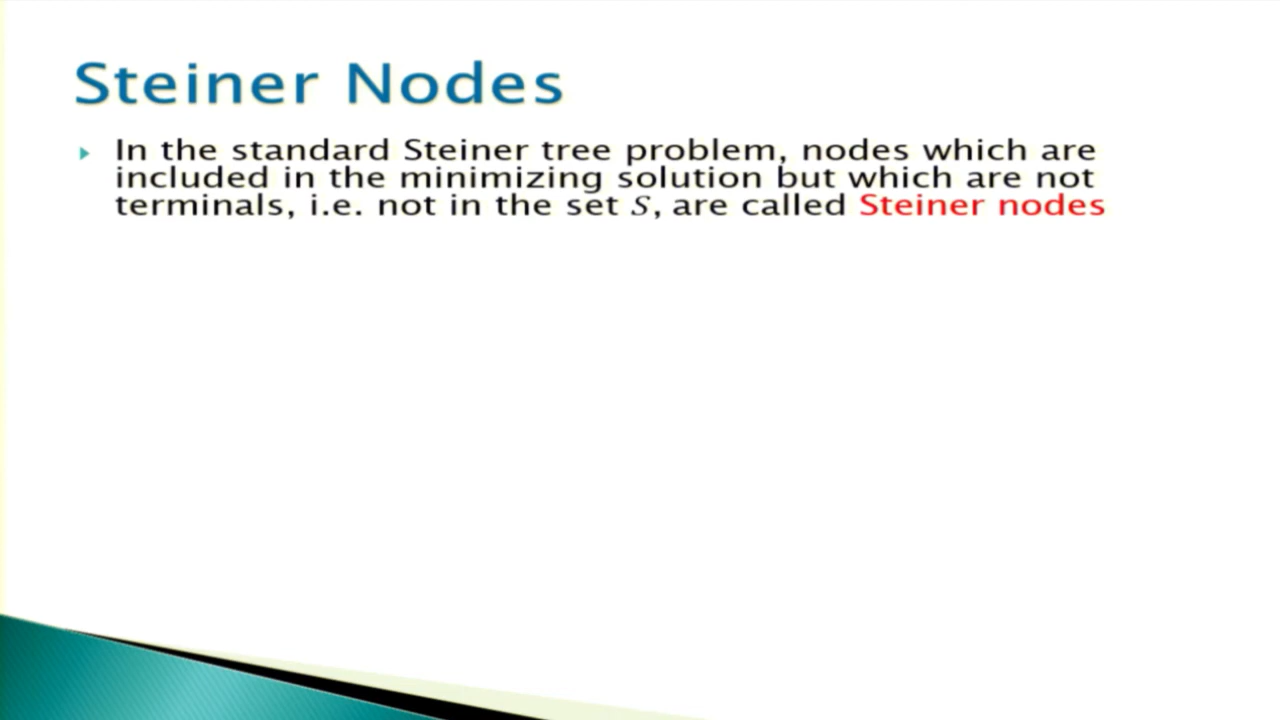 Steiner Nodes
In the standard Steiner tree problem, nodes which are
included in the minimizing solution but which are not
terminals, i.e. not in the set S, are called Steiner nodes